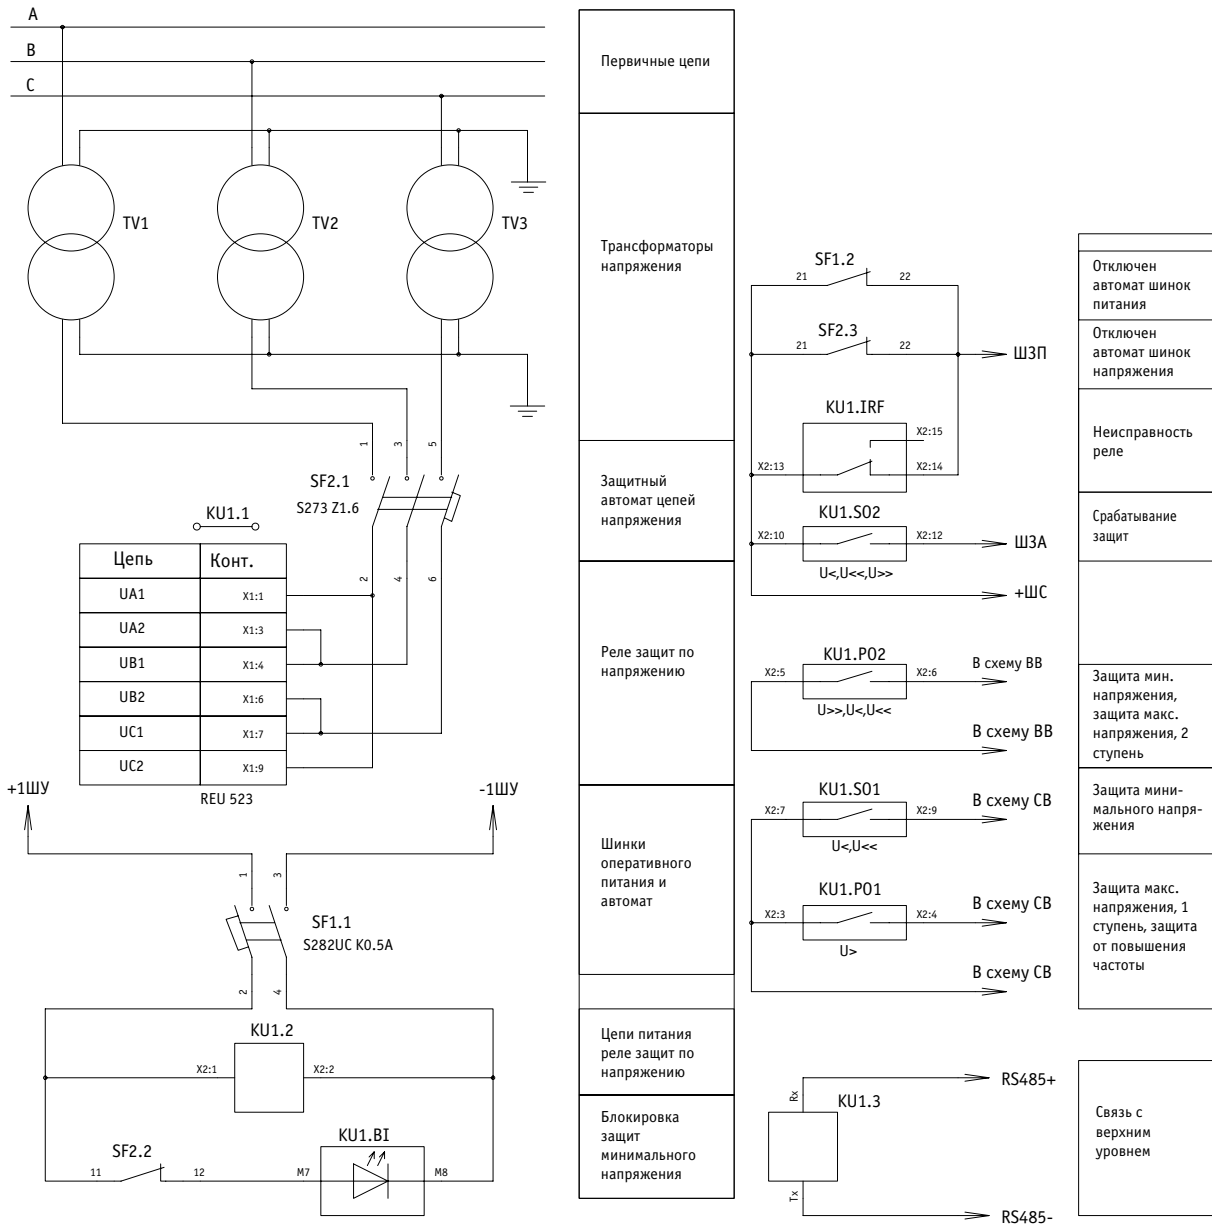 A
B
C
TV1
TV2
TV3
1
3
5
SF2.1
S273 Z1.6
KU1.1
Цепь
Конт.
2
4
6
UA1
X1:1
UA2
X1:3
UB1
X1:4
UB2
X1:6
UC1
X1:7
UC2
X1:9
REU 523
+1ШУ
-1ШУ
1
3
SF1.1
S282UC K0.5A
2
4
KU1.2
X2:1
X2:2
SF2.2
KU1.BI
11
12
M7
M8
Первичные цепи
Трансформаторы
напряжения
Защитный
автомат цепей
напряжения
Реле защит по
напряжению
Шинки
оперативного
питания и
автомат
Цепи питания
реле защит по
напряжению
Блокировка
защит
минимального
напряжения
SF1.2
21
22
SF2.3
21
22
ШЗП
KU1.IRF
X2:15
X2:13
X2:14
KU1.SO2
X2:10
X2:12
ШЗА
U<,U<<,U>>
+ШС
KU1.PO2
В схему ВВ
X2:5
X2:6
U>>,U<,U<<
В схему ВВ
KU1.SO1
В схему СВ
X2:7
X2:9
U<,U<<
KU1.PO1
В схему СВ
X2:3
X2:4
U>
В схему СВ
RS485+
Rx
KU1.3
Tx
RS485-
Отключен
автомат шинок
питания
Отключен
автомат шинок
напряжения
Неисправность
реле
Срабатывание
защит
Защита мин.
напряжения,
защита макс.
напряжения, 2
ступень
Защита мини-
мального напря-
жения
Защита макс.
напряжения, 1
ступень, защита
от повышения
частоты
Связь с
верхним
уровнем